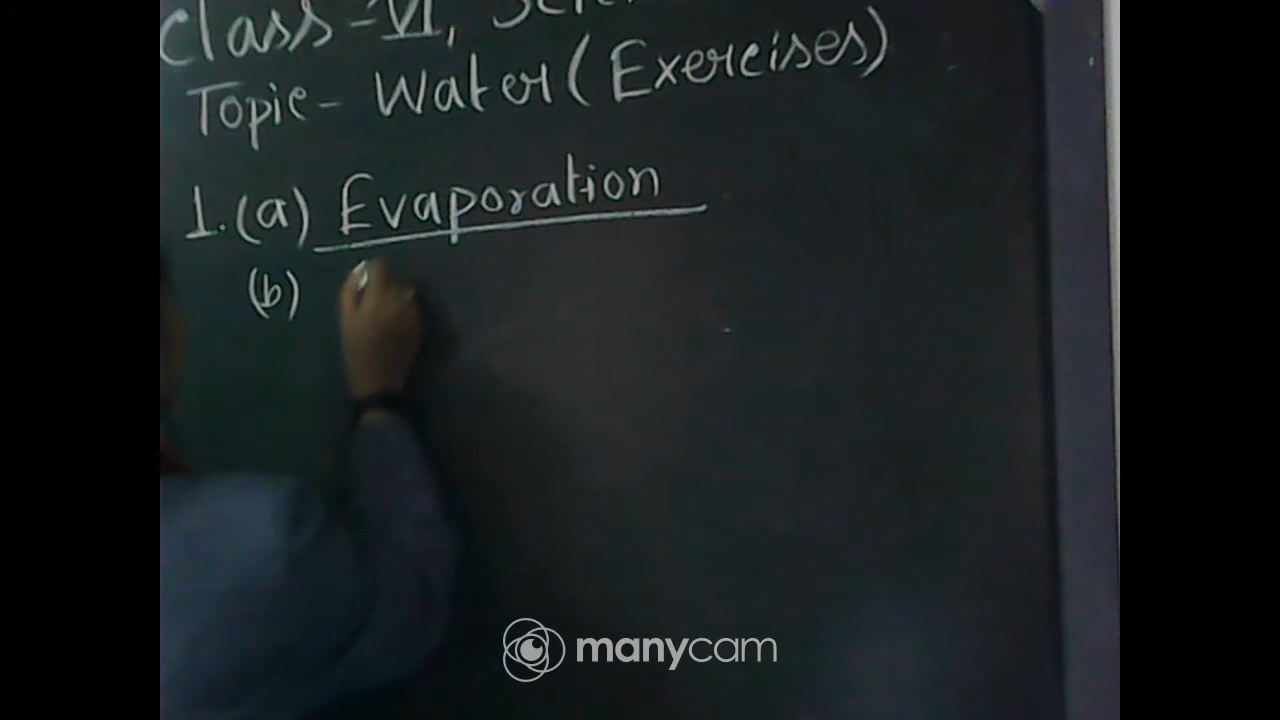 Class - VI,
Topic - Water (Exercises)
1. (a) Evaporation
(b)
manycam